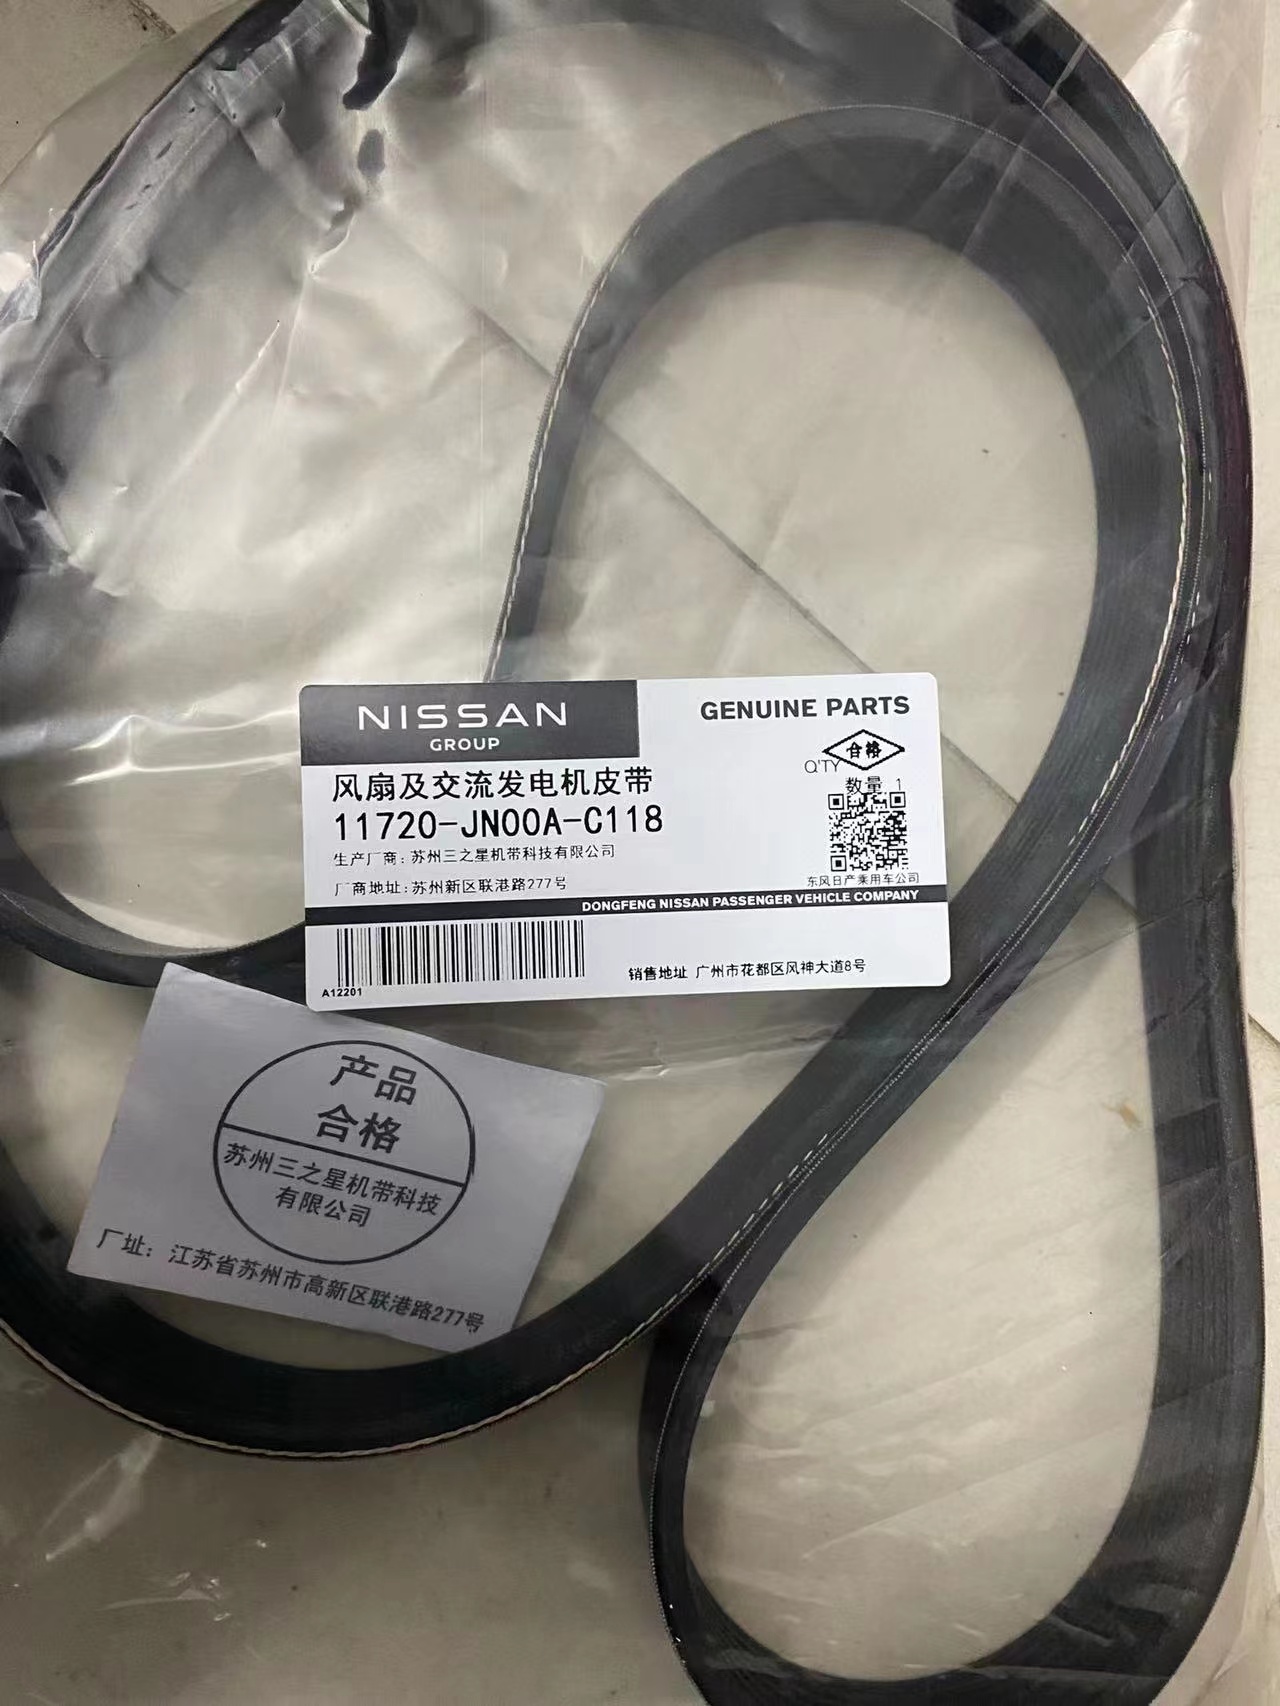 NISSAN
GROUP
GENUINE PARTS
合格
Q'TY
数量 1
风扇及交流发电机皮带
11720-JN00A-C118
生产厂商:苏州三之星机带科技有限公司
厂商地址:苏州新区联港路277号
东风日产乘用车公司
DONGFENG NISSAN PASSENGER VEHICLE COMPANY
销售地址 广州市花都区风神大道8号
A12201
产品
合格
苏州三之星机带科技
有限公司
厂址：江苏省苏州市高新区联港路277号